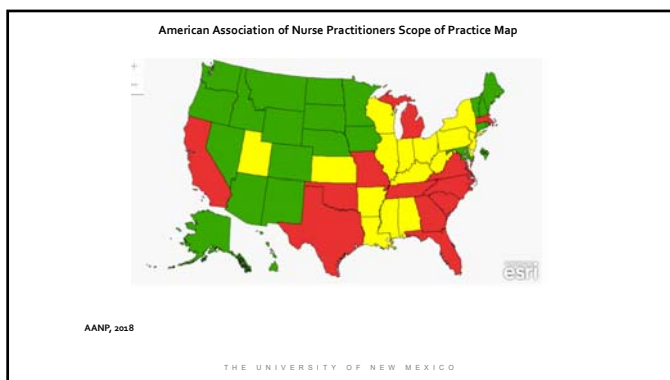 American Association of Nurse Practitioners Scope of Practice Map
esri
AANP, 2018
THE UNIVERSITY OF NEW MEXICO